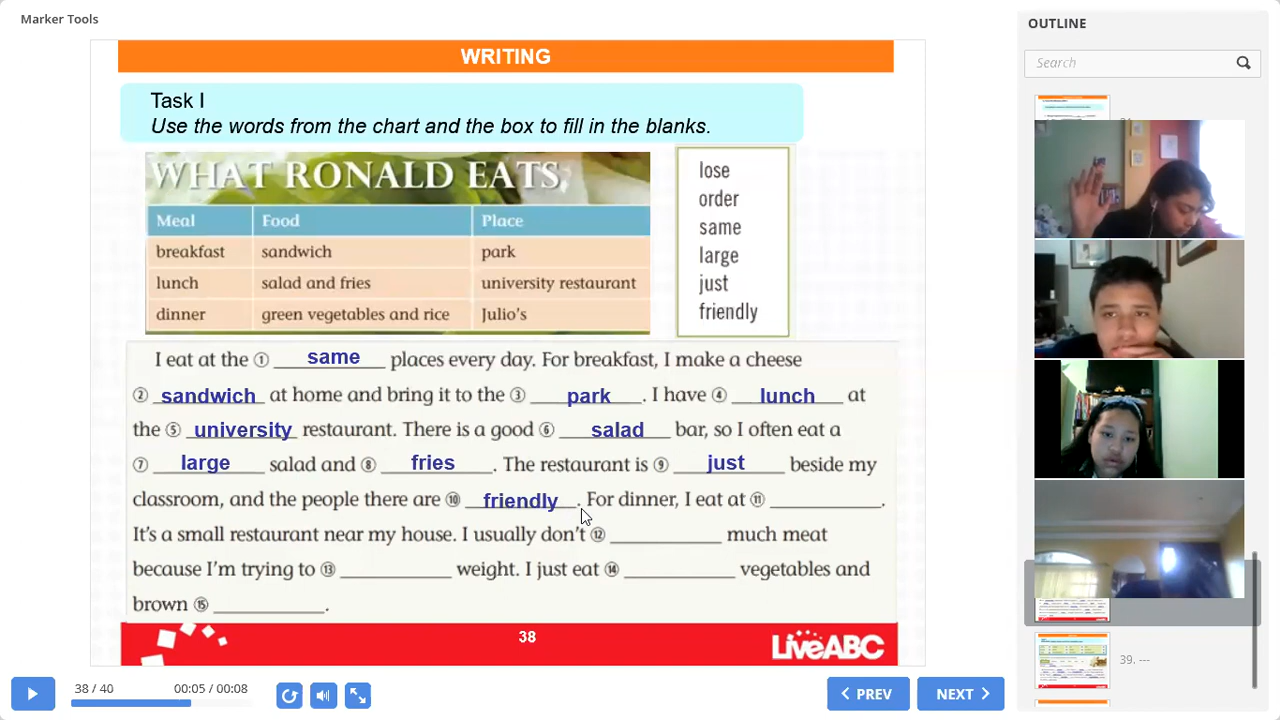 Marker Tools
WRITING
Task I
Use the words from the chart and the box to fill in the blanks.
WHAT RONALD EATS
Meal Food Place
breakfast sandwich park
lunch salad and fries university restaurant
dinner green vegetables and rice Julio's
lose
order
same
large
just
friendly
I eat at the ① same places every day. For breakfast, I make a cheese
② sandwich at home and bring it to the ③ park. I have ④ lunch at
the ⑤ university restaurant. There is a good ⑥ salad bar, so I often eat a
⑦ large salad and ⑧ fries. The restaurant is ⑨ just beside my
classroom, and the people there are ⑩ friendly. For dinner, I eat at ⑪ ____________.
It's a small restaurant near my house. I usually don't ⑫ ____________ much meat
because I'm trying to ⑬ ____________ weight. I just eat ⑭ ____________ vegetables and
brown ⑮ ____________.
38
LiveABC
38 / 40 00:05 / 00:08
PREV
NEXT
OUTLINE
Search
39, ---